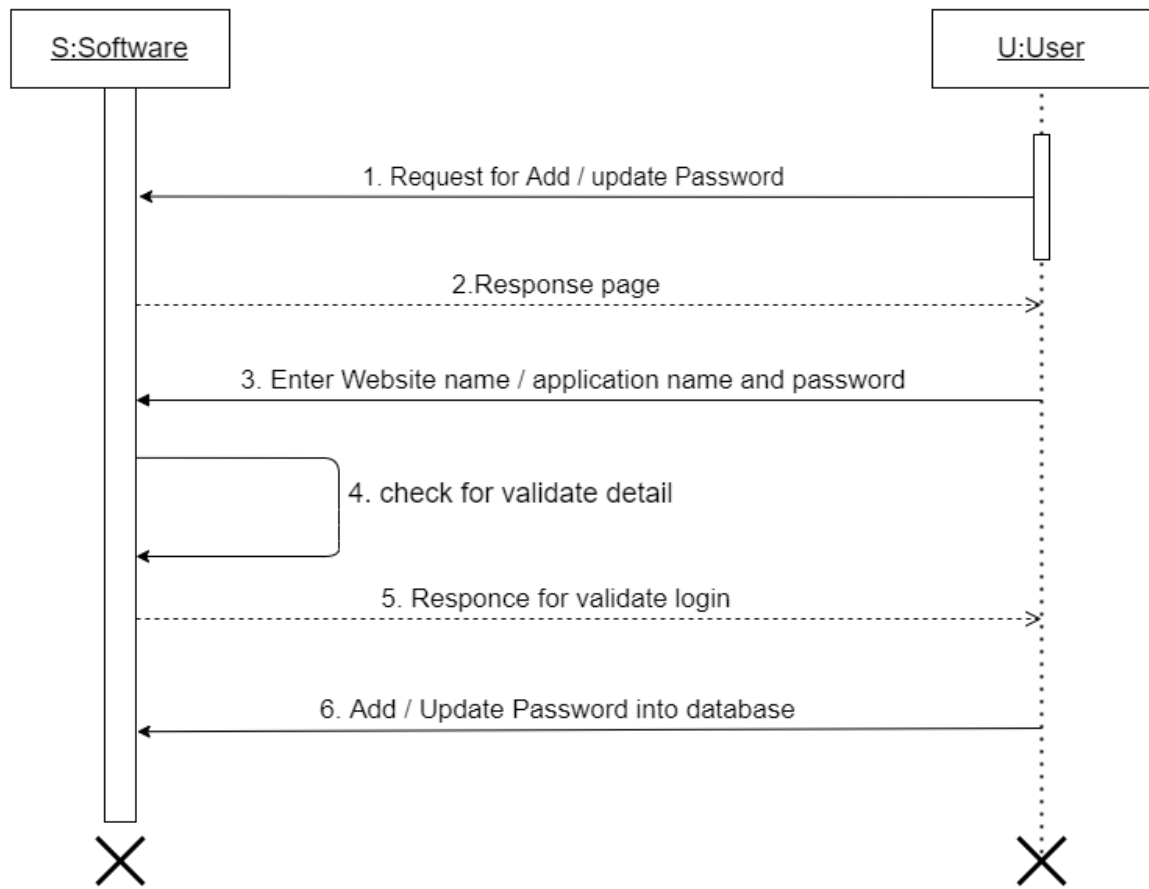 S:Software
U:User
1. Request for Add / update Password
2.Response page
3. Enter Website name / application name and password
4. check for validate detail
5. Responce for validate login
6. Add / Update Password into database